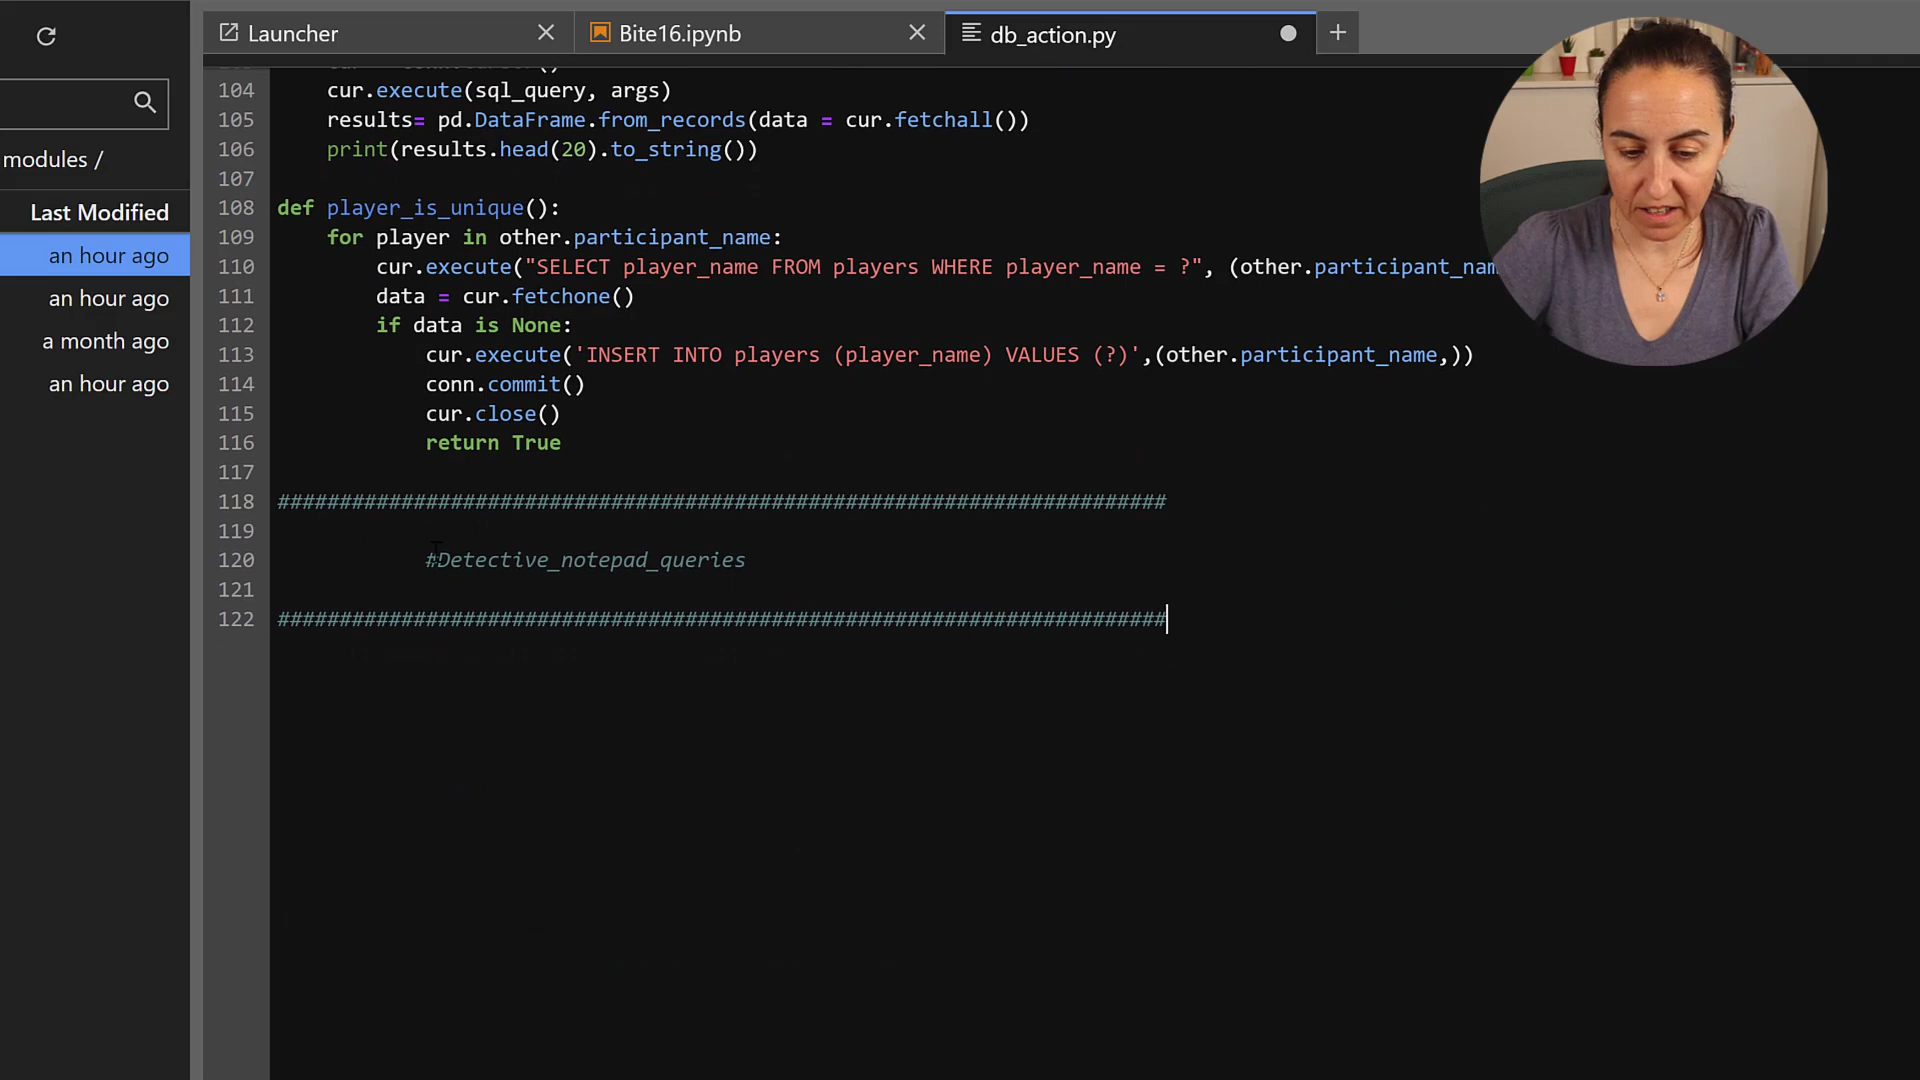 Launcher
Bite16.ipynb
db_action.py
modules /
Last Modified
an hour ago
an hour ago
a month ago
an hour ago
104 cur.execute(sql_query, args)
105 results= pd.DataFrame.from_records(data = cur.fetchall())
106 print(results.head(20).to_string())
107
108 def player_is_unique():
109 for player in other.participant_name:
110 cur.execute("SELECT player_name FROM players WHERE player_name = ?", (other.participant_nam
111 data = cur.fetchone()
112 if data is None:
113 cur.execute('INSERT INTO players (player_name) VALUES (?)',(other.participant_name,))
114 conn.commit()
115 cur.close()
116 return True
117
118 ########################################################################
119
120 #Detective_notepad_queries
121
122 ########################################################################